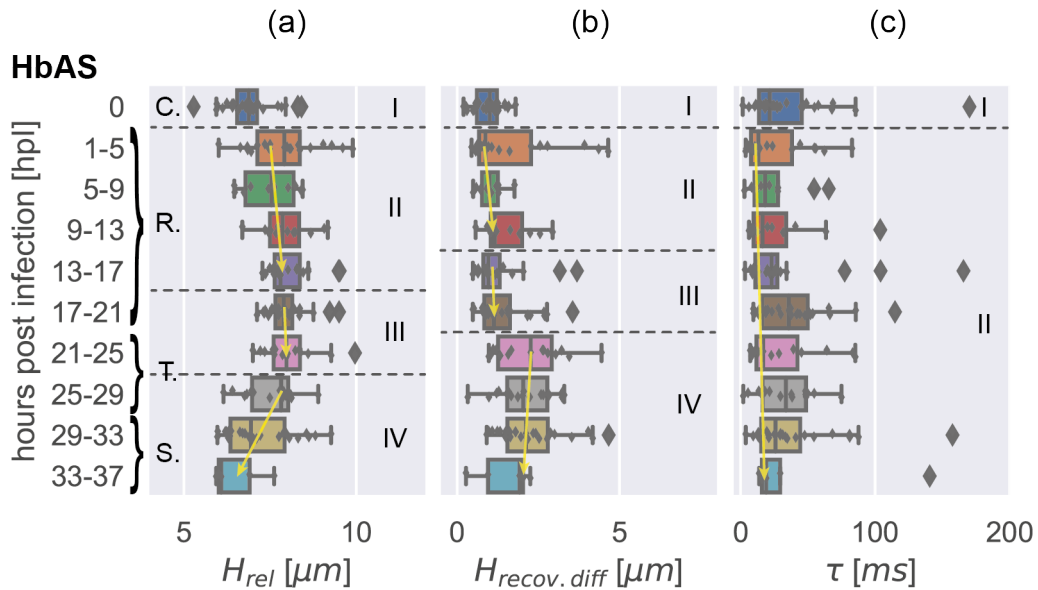 (a) (b) (c)
HbAS
hours post infection [hpI]
0
1-5
5-9
9-13
13-17
17-21
21-25
25-29
29-33
33-37
C.
R.
T.
S.
I
II
III
IV
I
II
III
IV
I
II
5 10
0 5
0 100 200
H_rel [μm]
H_recov. diff [μm]
τ [ms]